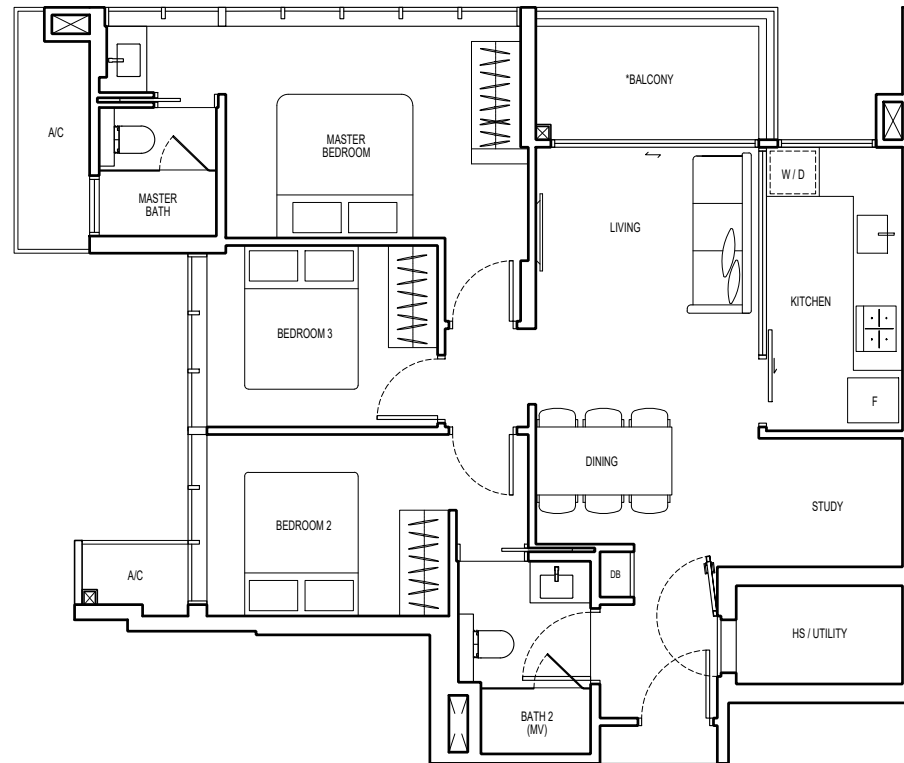 *BALCONY
A/C
MASTER
BEDROOM
W / D
MASTER
BATH
LIVING
KITCHEN
BEDROOM 3
F
DINING
STUDY
BEDROOM 2
A/C
DB
HS / UTILITY
BATH 2
(MV)